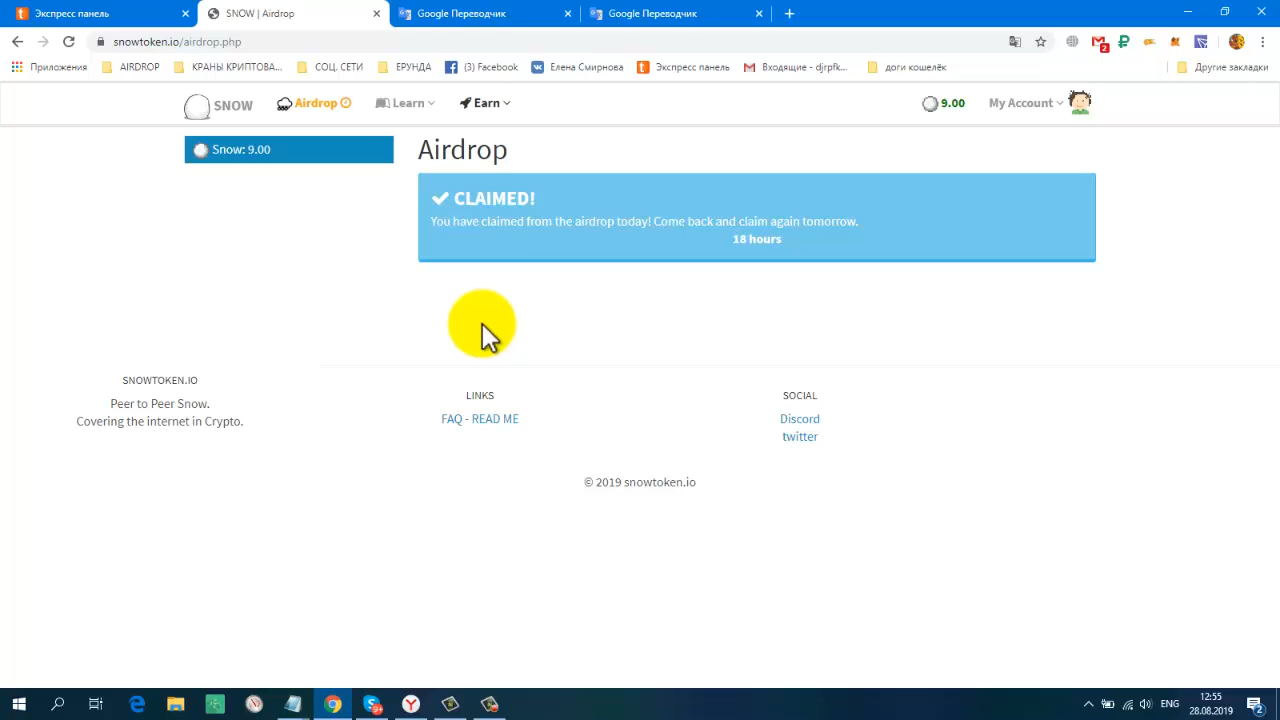 Экспресс панель
SNOW | Airdrop
Google Переводчик
Google Переводчик
snowtoken.io/airdrop.php
2
Приложения
AIRDROP
КРАНЫ КРИПТОВА...
СОЦ. СЕТИ
ЕРУНДА
(3) Facebook
Елена Смирнова
Экспресс панель
Входящие - djrpfk...
доги кошелёк
Другие закладки
SNOW
Airdrop
Learn
Earn
9.00
My Account
Snow: 9.00
Airdrop
CLAIMED!
You have claimed from the airdrop today! Come back and claim again tomorrow.
18 hours
SNOWTOKEN.IO
Peer to Peer Snow.
Covering the internet in Crypto.
LINKS
FAQ - READ ME
SOCIAL
Discord
twitter
© 2019 snowtoken.io
9+
ENG
12:55
28.08.2019
2